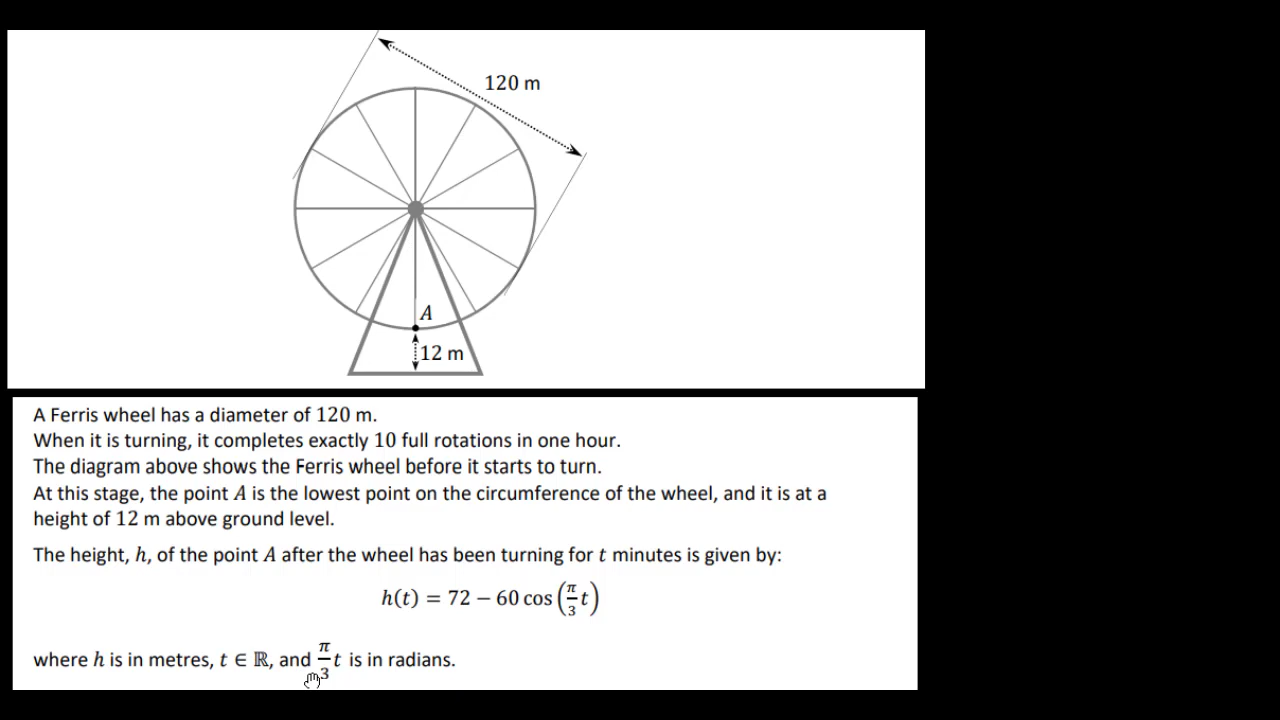 120 m
A
12 m
A Ferris wheel has a diameter of 120 m.
When it is turning, it completes exactly 10 full rotations in one hour.
The diagram above shows the Ferris wheel before it starts to turn.
At this stage, the point A is the lowest point on the circumference of the wheel, and it is at a
height of 12 m above ground level.
The height, h, of the point A after the wheel has been turning for t minutes is given by:
h(t) = 72 − 60 cos (π/3 t)
where h is in metres, t ∈ ℝ, and π/3 t is in radians.